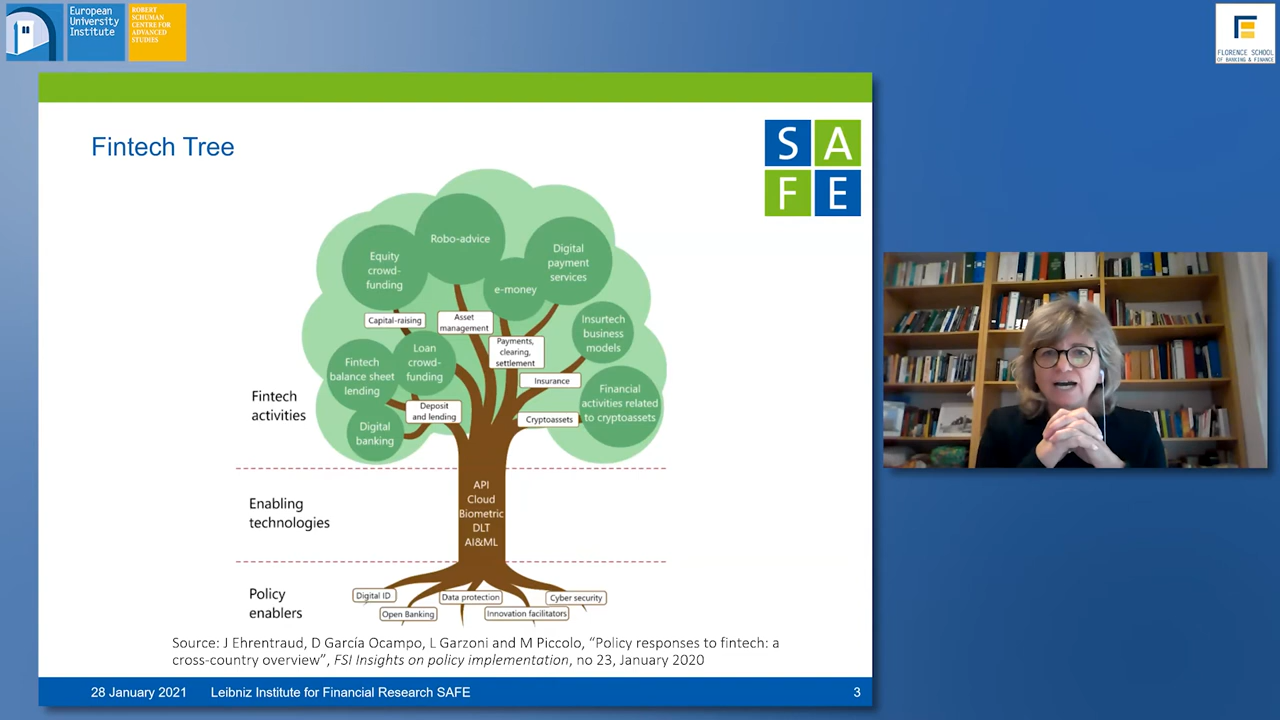 European
University
Institute
ROBERT
SCHUMAN
CENTRE FOR
ADVANCED
STUDIES
FLORENCE SCHOOL
OF BANKING & FINANCE
Fintech Tree
S A
F E
Robo-advice
Equity
crowd-
funding
Digital
payment
services
e-money
Capital-raising
Asset
management
Insurtech
business
models
Payments,
clearing,
settlement
Loan
crowd-
funding
Fintech
balance sheet
lending
Insurance
Financial
activities related
to cryptoassets
Fintech
activities
Deposit
and lending
Cryptoassets
Digital
banking
Enabling
technologies
API
Cloud
Biometric
DLT
AI&ML
Policy
enablers
Digital ID
Data protection
Cyber security
Open Banking
Innovation facilitators
Source: J Ehrentraud, D García Ocampo, L Garzoni and M Piccolo, “Policy responses to fintech: a
cross-country overview”, FSI Insights on policy implementation, no 23, January 2020
28 January 2021 Leibniz Institute for Financial Research SAFE 3